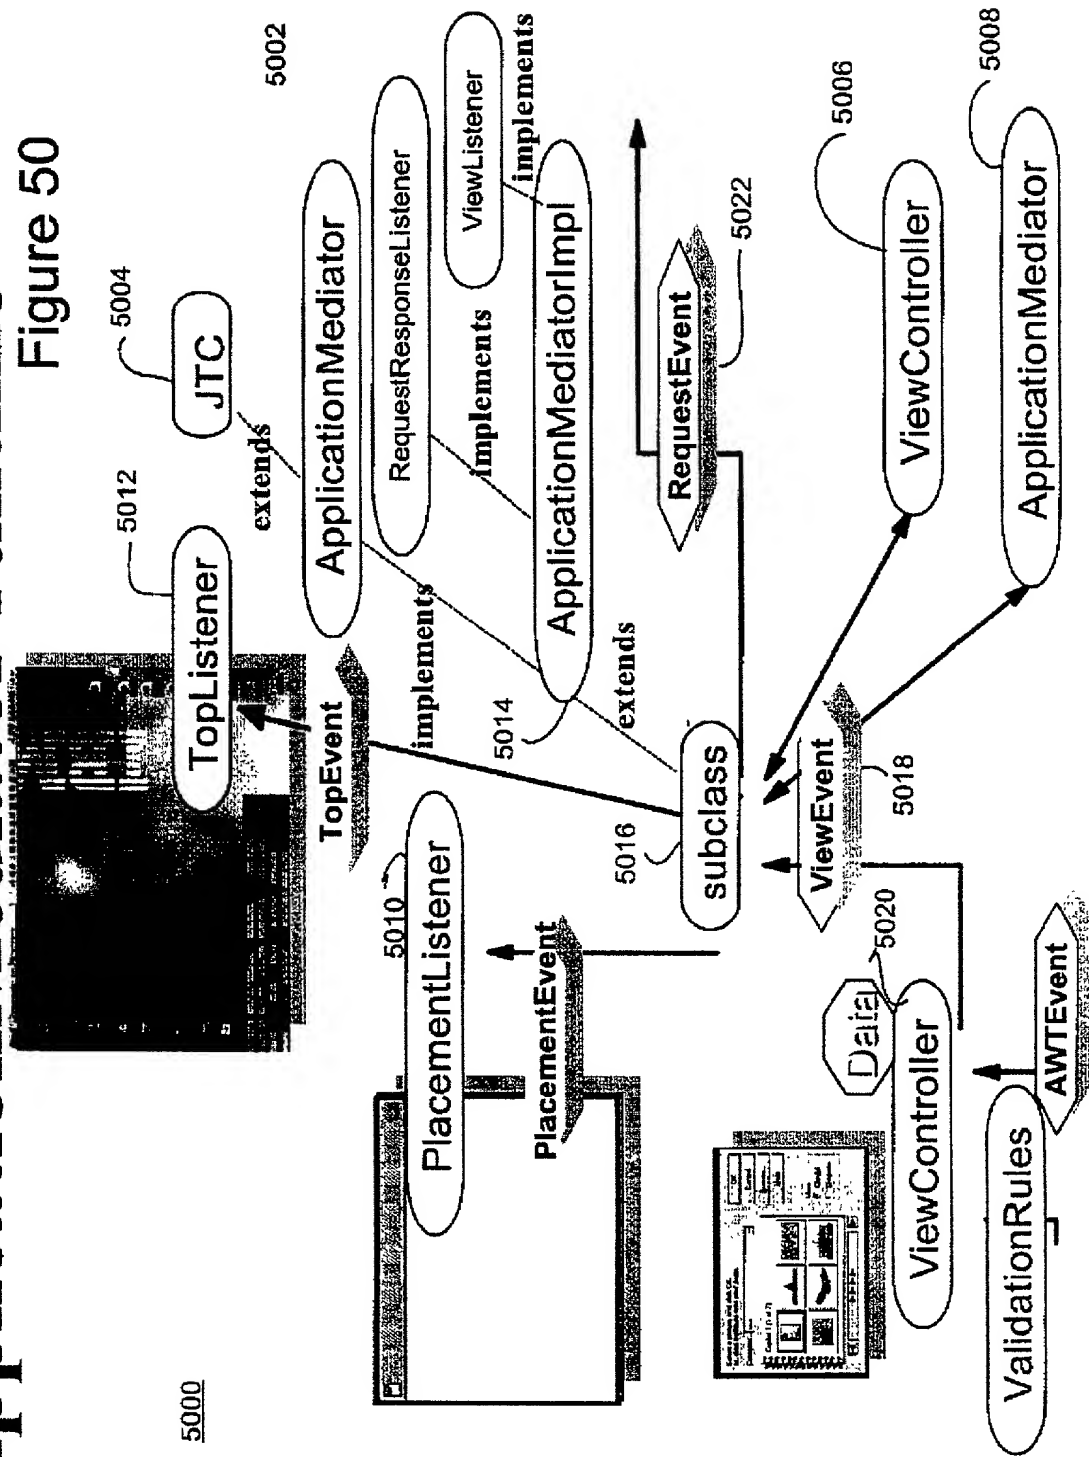 Figure 50
5000
5002
5004
JTC
5012
TopListener
extends
ApplicationMediator
RequestResponseListener
ViewListener
implements
TopEvent
implements
implements
ApplicationMediatorImpl
5014
extends
5010
PlacementListener
PlacementEvent
5016
subclass
RequestEvent
5022
ViewEvent
5018
5006
ViewController
5008
ApplicationMediator
Data
5020
ViewController
AWTEvent
ValidationRules